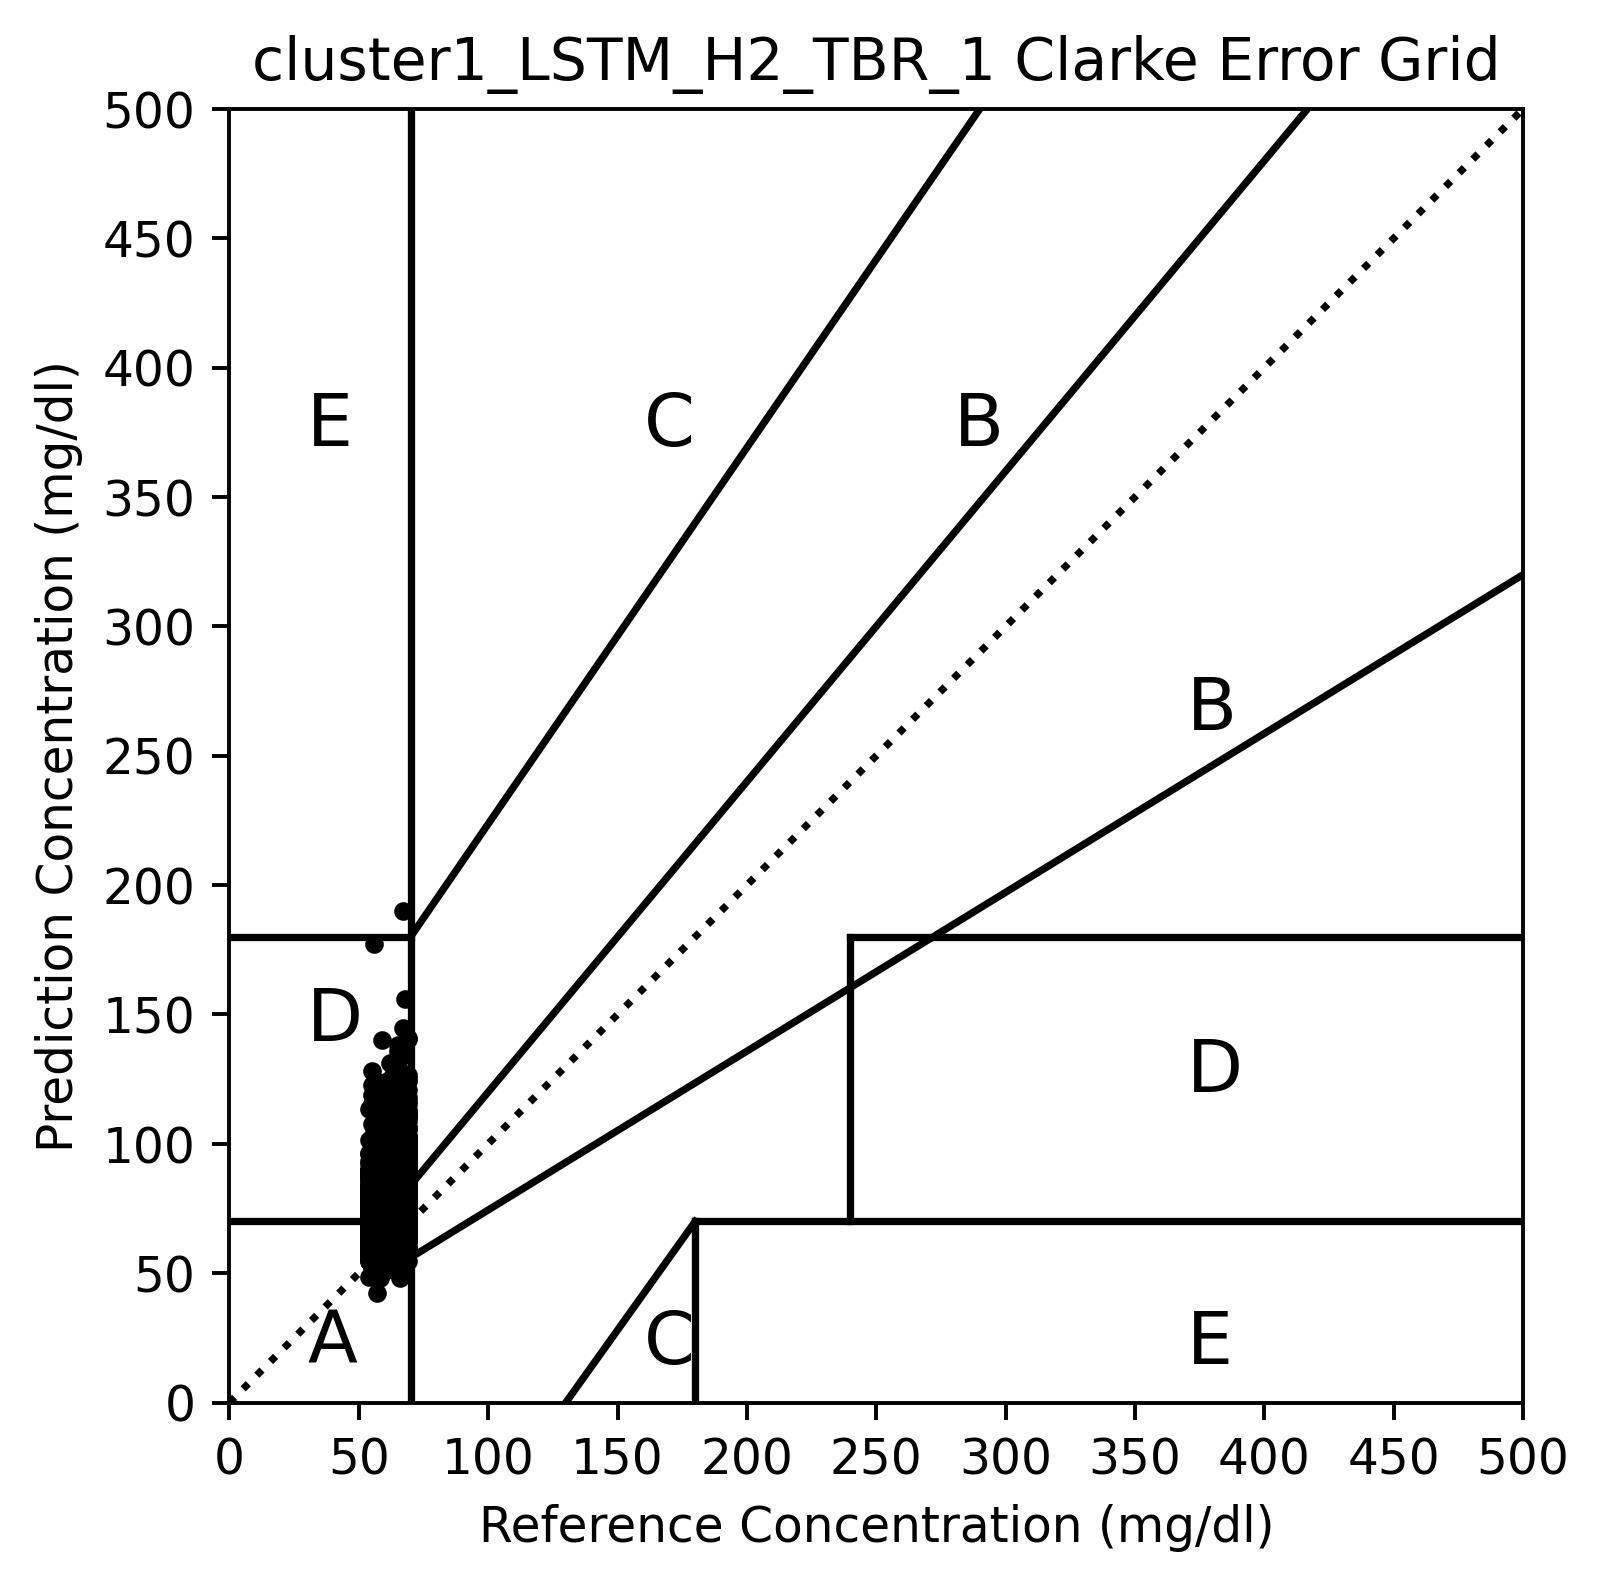 cluster1_LSTM_H2_TBR_1 Clarke Error Grid
500
450
400
350
300
250
200
150
100
50
0
Prediction Concentration (mg/dl)
E
C
B
B
D
D
A
C
E
0 50 100 150 200 250 300 350 400 450 500
Reference Concentration (mg/dl)